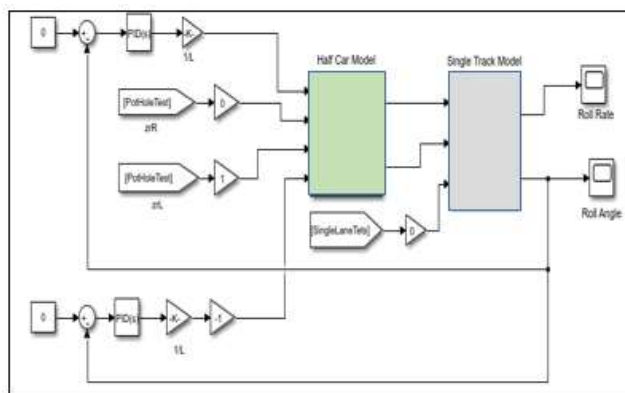 0
PID(s)
-K-
1/L
Half Car Model
Single Track Model
[PotHoleTest]
0
zrR
Roll Rate
[PotHoleTest]
1
zrL
[SingleLaneTets]
0
Roll Angle
0
PID(s)
-K-
-1
1/L